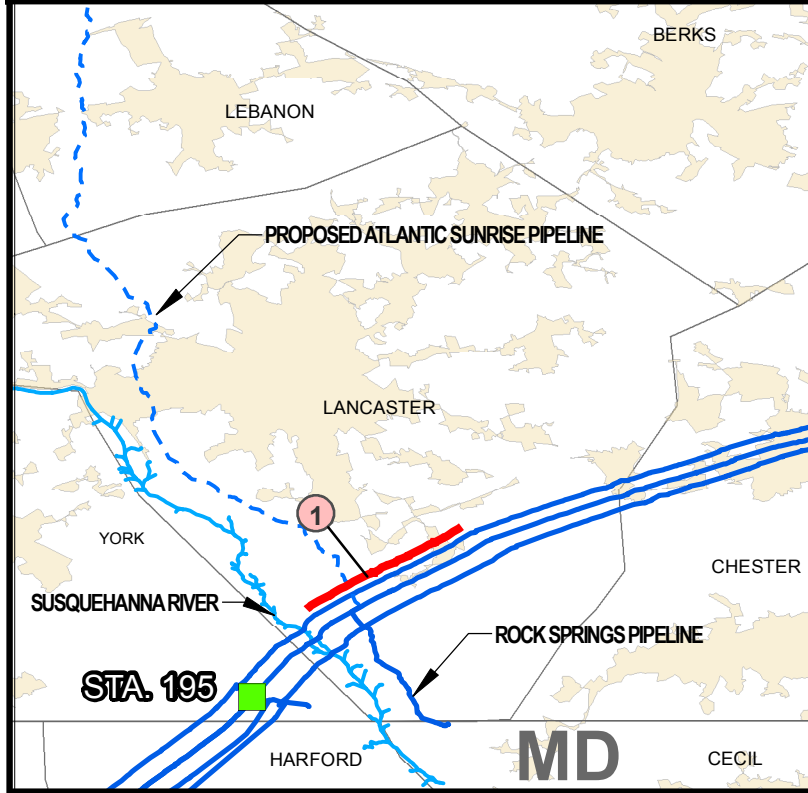 BERKS
LEBANON
PROPOSED ATLANTIC SUNRISE PIPELINE
LANCASTER
1
YORK
CHESTER
SUSQUEHANNA RIVER
ROCK SPRINGS PIPELINE
STA. 195
HARFORD
MD
CECIL